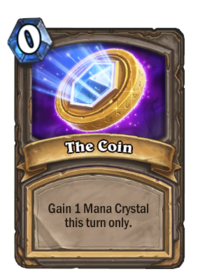 0
The Coin
Gain 1 Mana Crystal
this turn only.